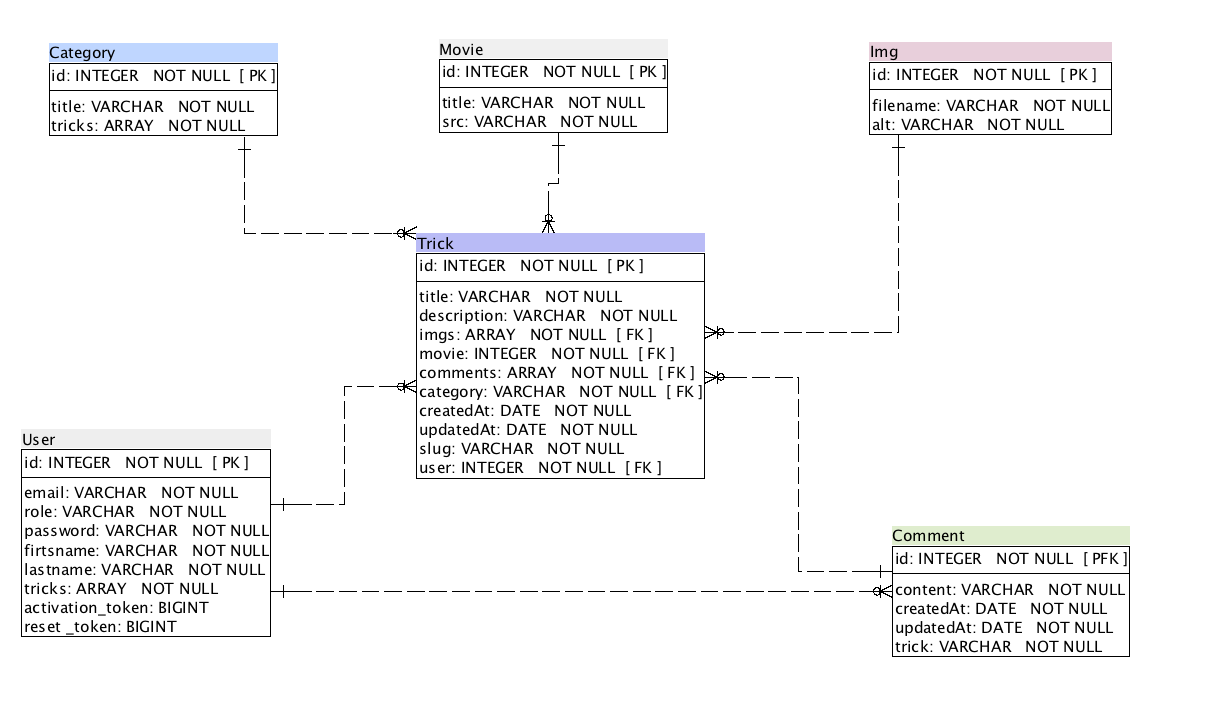 Category
id: INTEGER NOT NULL [ PK ]
title: VARCHAR NOT NULL
tricks: ARRAY NOT NULL
Movie
id: INTEGER NOT NULL [ PK ]
title: VARCHAR NOT NULL
src: VARCHAR NOT NULL
Img
id: INTEGER NOT NULL [ PK ]
filename: VARCHAR NOT NULL
alt: VARCHAR NOT NULL
Trick
id: INTEGER NOT NULL [ PK ]
title: VARCHAR NOT NULL
description: VARCHAR NOT NULL
imgs: ARRAY NOT NULL [ FK ]
movie: INTEGER NOT NULL [ FK ]
comments: ARRAY NOT NULL [ FK ]
category: VARCHAR NOT NULL [ FK ]
createdAt: DATE NOT NULL
updatedAt: DATE NOT NULL
slug: VARCHAR NOT NULL
user: INTEGER NOT NULL [ FK ]
User
id: INTEGER NOT NULL [ PK ]
email: VARCHAR NOT NULL
role: VARCHAR NOT NULL
password: VARCHAR NOT NULL
firtsname: VARCHAR NOT NULL
lastname: VARCHAR NOT NULL
tricks: ARRAY NOT NULL
activation_token: BIGINT
reset _token: BIGINT
Comment
id: INTEGER NOT NULL [ PFK ]
content: VARCHAR NOT NULL
createdAt: DATE NOT NULL
updatedAt: DATE NOT NULL
trick: VARCHAR NOT NULL